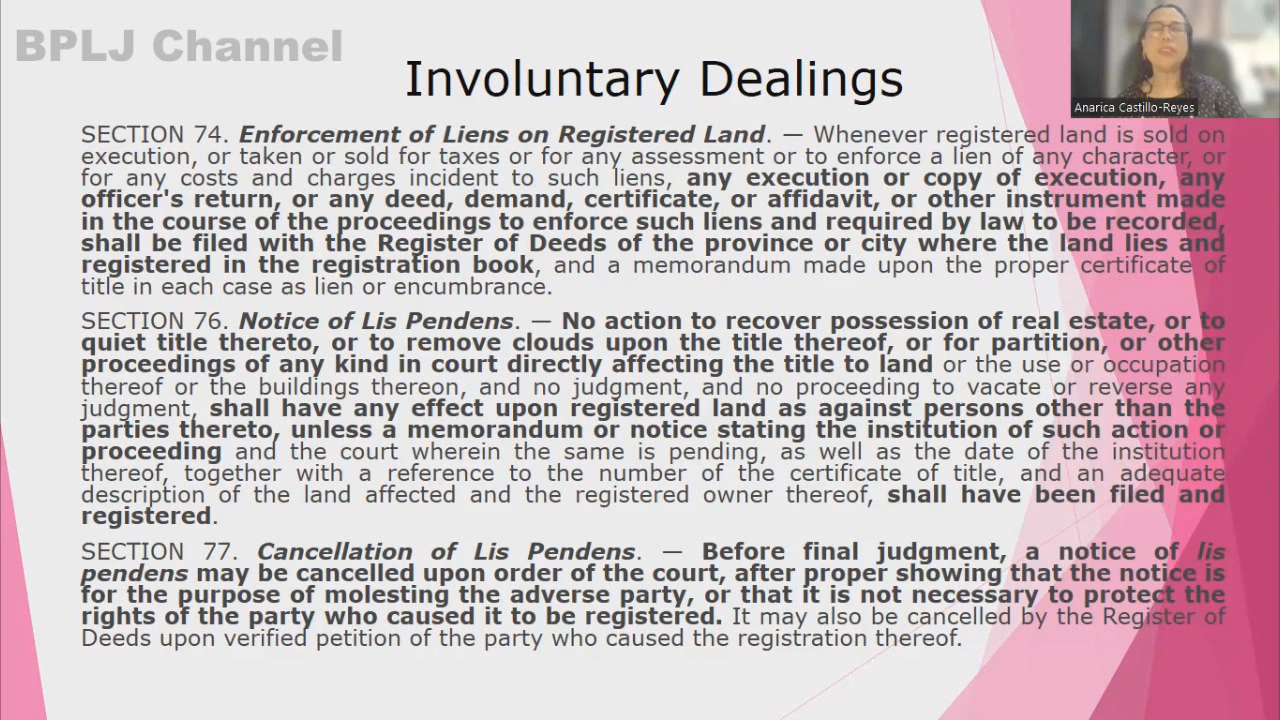 BPLJ Channel
Involuntary Dealings
Anarica Castillo-Reyes
SECTION 74. Enforcement of Liens on Registered Land. — Whenever registered land is sold on
execution, or taken or sold for taxes or for any assessment or to enforce a lien of any character, or
for any costs and charges incident to such liens, any execution or copy of execution, any
officer's return, or any deed, demand, certificate, or affidavit, or other instrument made
in the course of the proceedings to enforce such liens and required by law to be recorded,
shall be filed with the Register of Deeds of the province or city where the land lies and
registered in the registration book, and a memorandum made upon the proper certificate of
title in each case as lien or encumbrance.
SECTION 76. Notice of Lis Pendens. — No action to recover possession of real estate, or to
quiet title thereto, or to remove clouds upon the title thereof, or for partition, or other
proceedings of any kind in court directly affecting the title to land or the use or occupation
thereof or the buildings thereon, and no judgment, and no proceeding to vacate or reverse any
judgment, shall have any effect upon registered land as against persons other than the
parties thereto, unless a memorandum or notice stating the institution of such action or
proceeding and the court wherein the same is pending, as well as the date of the institution
thereof, together with a reference to the number of the certificate of title, and an adequate
description of the land affected and the registered owner thereof, shall have been filed and
registered.
SECTION 77. Cancellation of Lis Pendens. — Before final judgment, a notice of lis
pendens may be cancelled upon order of the court, after proper showing that the notice is
for the purpose of molesting the adverse party, or that it is not necessary to protect the
rights of the party who caused it to be registered. It may also be cancelled by the Register of
Deeds upon verified petition of the party who caused the registration thereof.